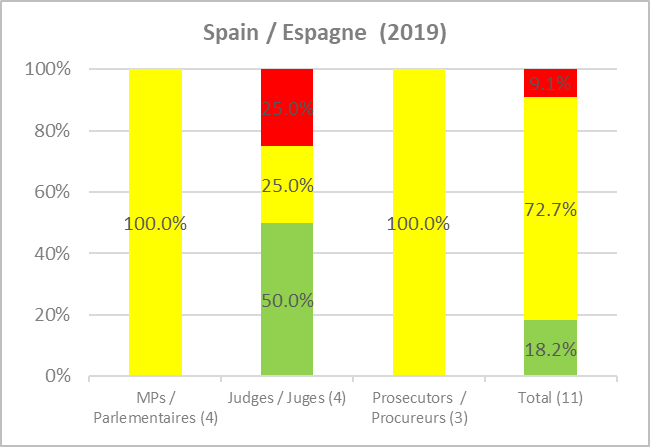 Spain / Espagne (2019)
100%
80%
60%
40%
20%
0%
100.0%
25.0%
25.0%
50.0%
100.0%
9.1%
72.7%
18.2%
MPs /
Parlementaires (4)
Judges / Juges (4)
Prosecutors /
Procureurs (3)
Total (11)